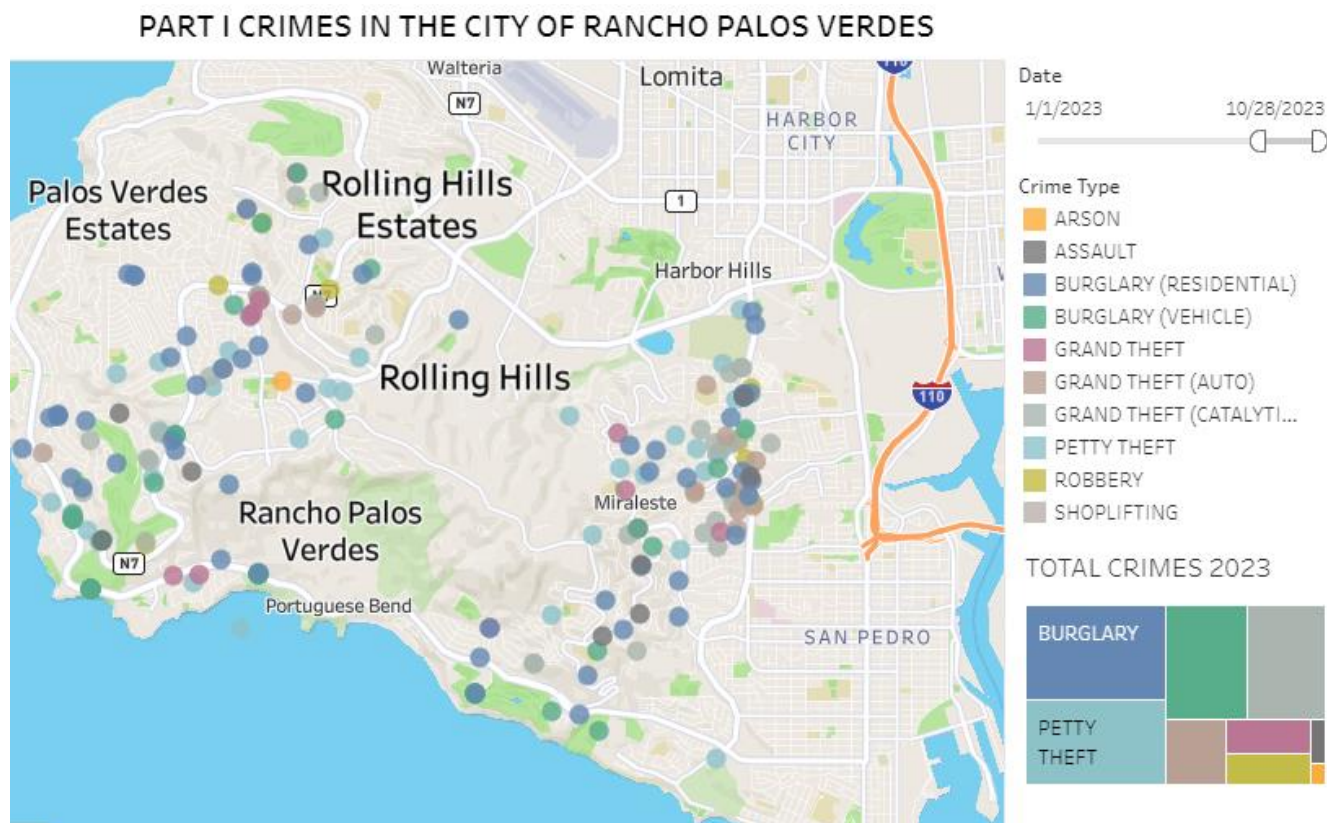 PART I CRIMES IN THE CITY OF RANCHO PALOS VERDES
Walteria
Lomita
110
N7
HARBOR
CITY
Palos Verdes
Estates
Rolling Hills
Estates
1
Harbor Hills
N7
Rolling Hills
110
Miraleste
Rancho Palos
Verdes
N7
Portuguese Bend
SAN PEDRO
Date
1/1/2023
10/28/2023
Crime Type
ARSON
ASSAULT
BURGLARY (RESIDENTIAL)
BURGLARY (VEHICLE)
GRAND THEFT
GRAND THEFT (AUTO)
GRAND THEFT (CATALYTI...
PETTY THEFT
ROBBERY
SHOPLIFTING
TOTAL CRIMES 2023
BURGLARY
PETTY
THEFT